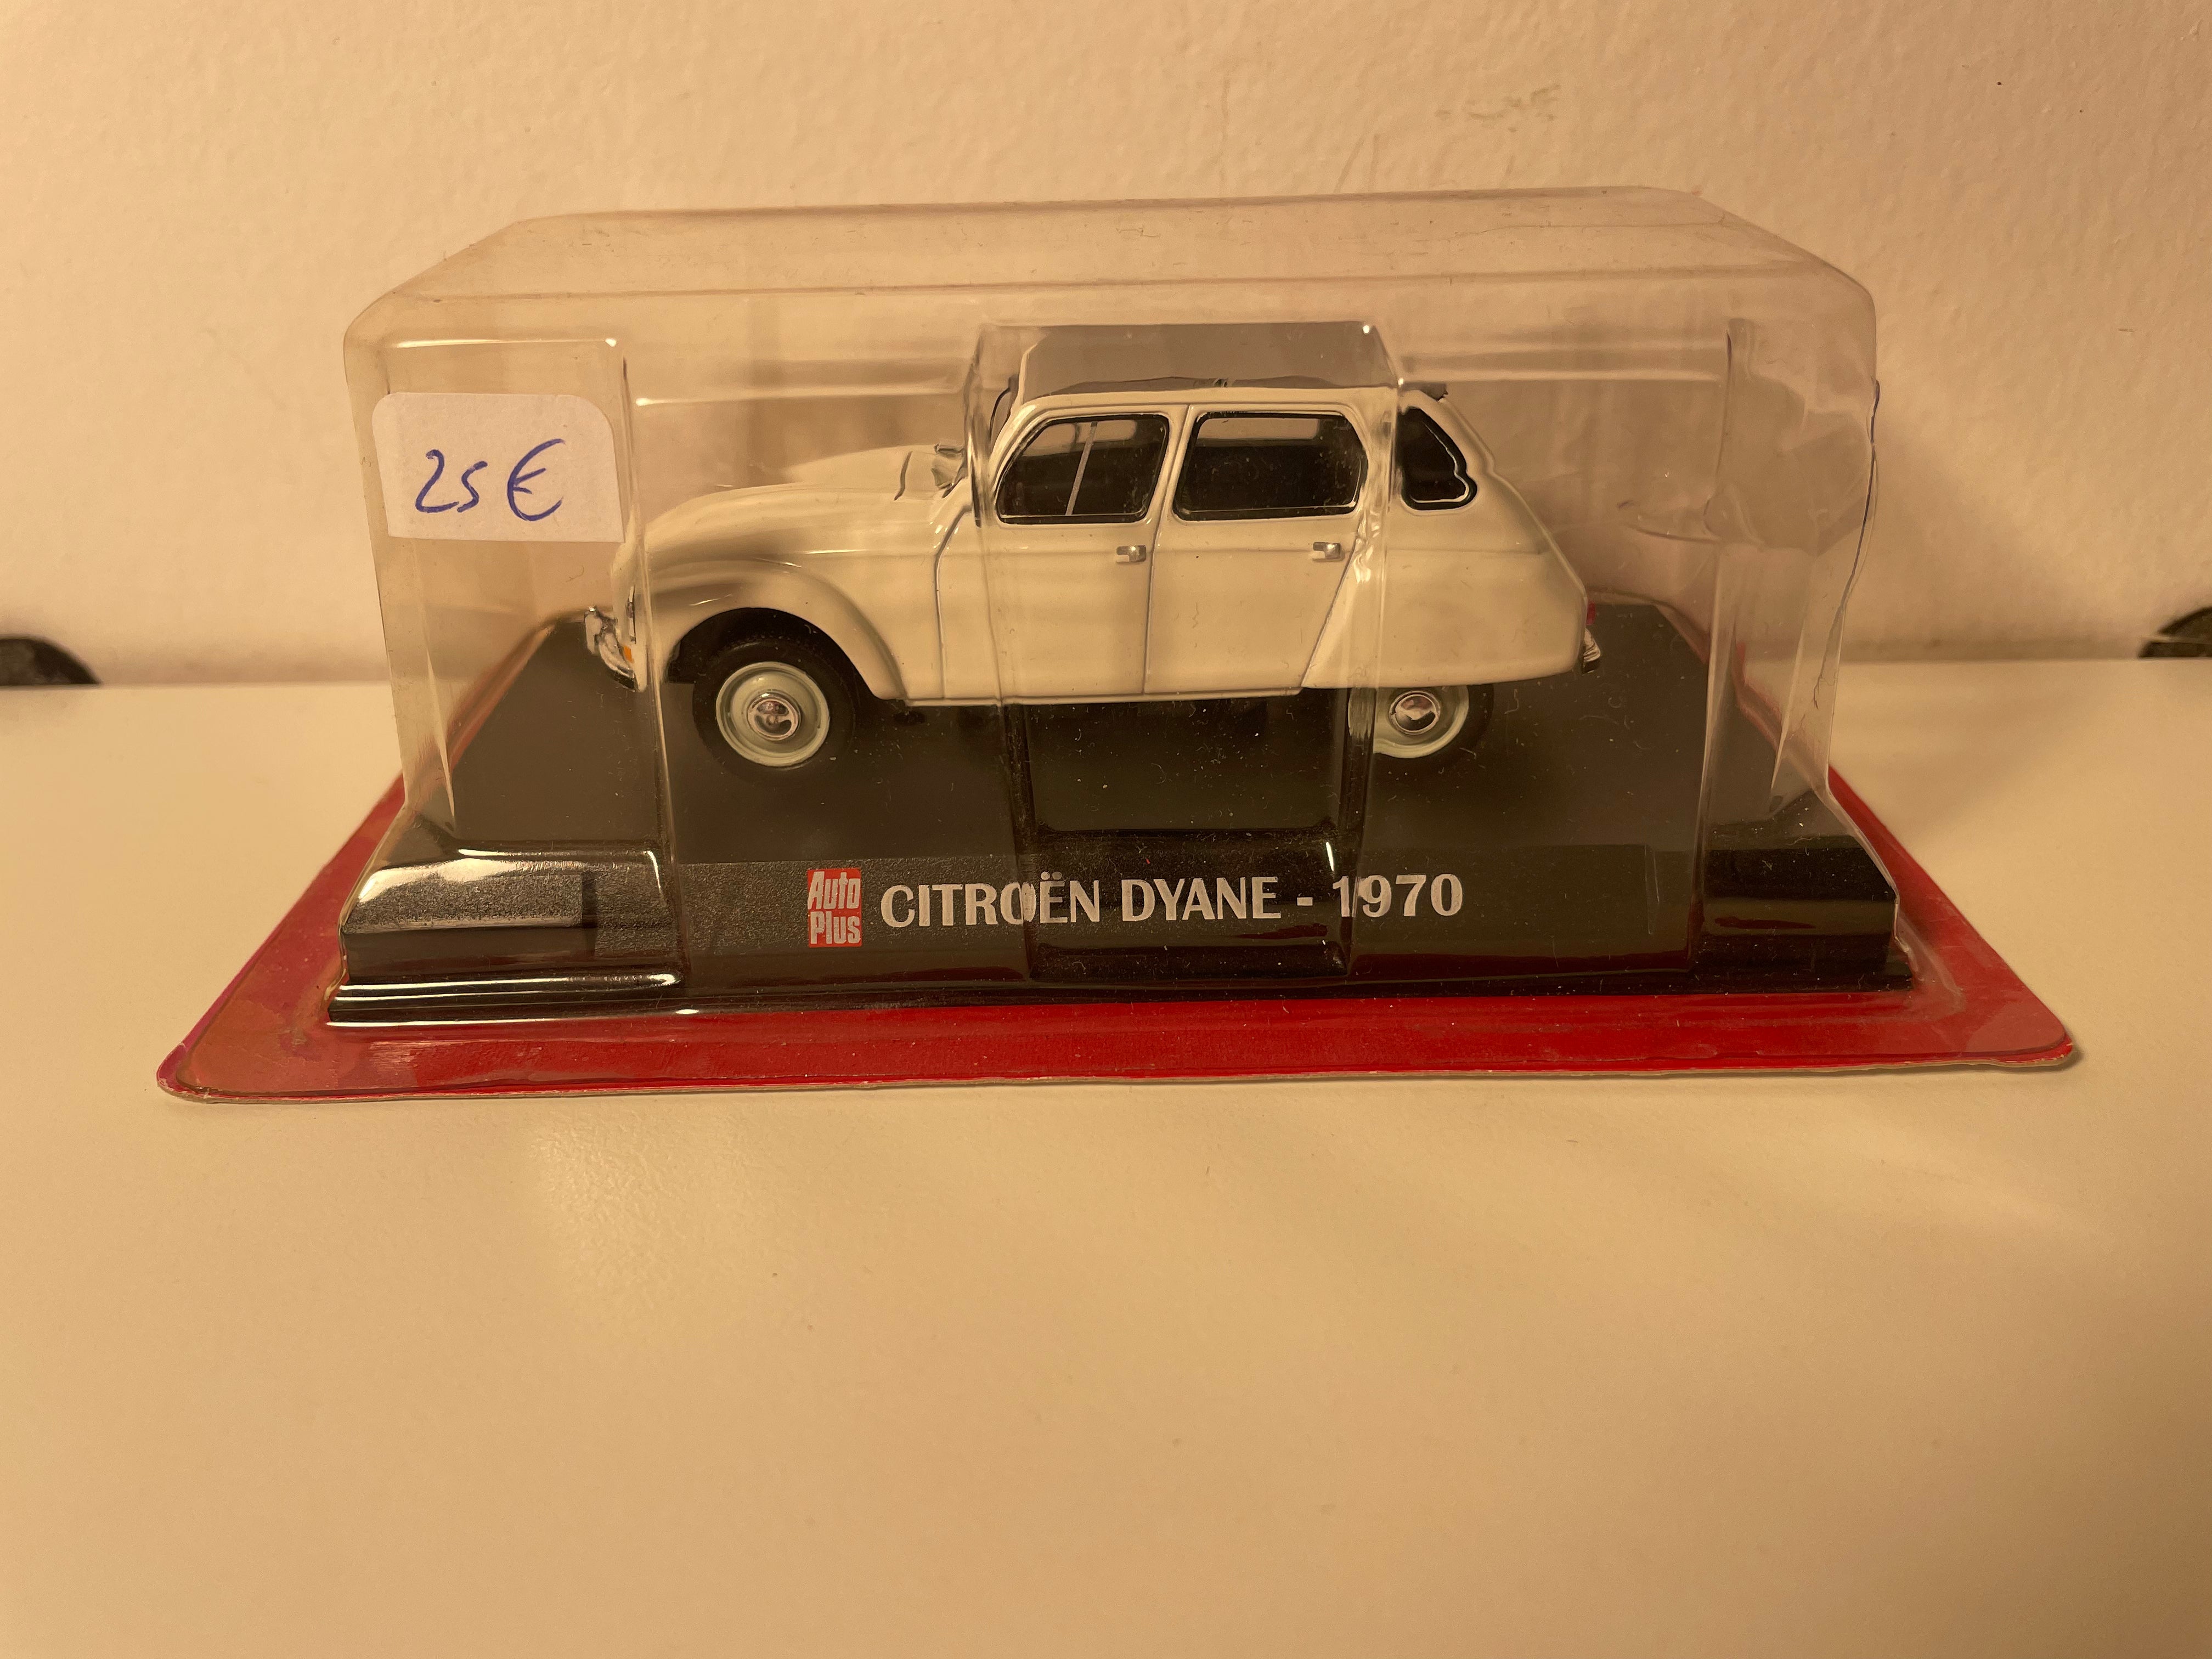 25€
Auto
Plus
CITROËN DYANE - 1970